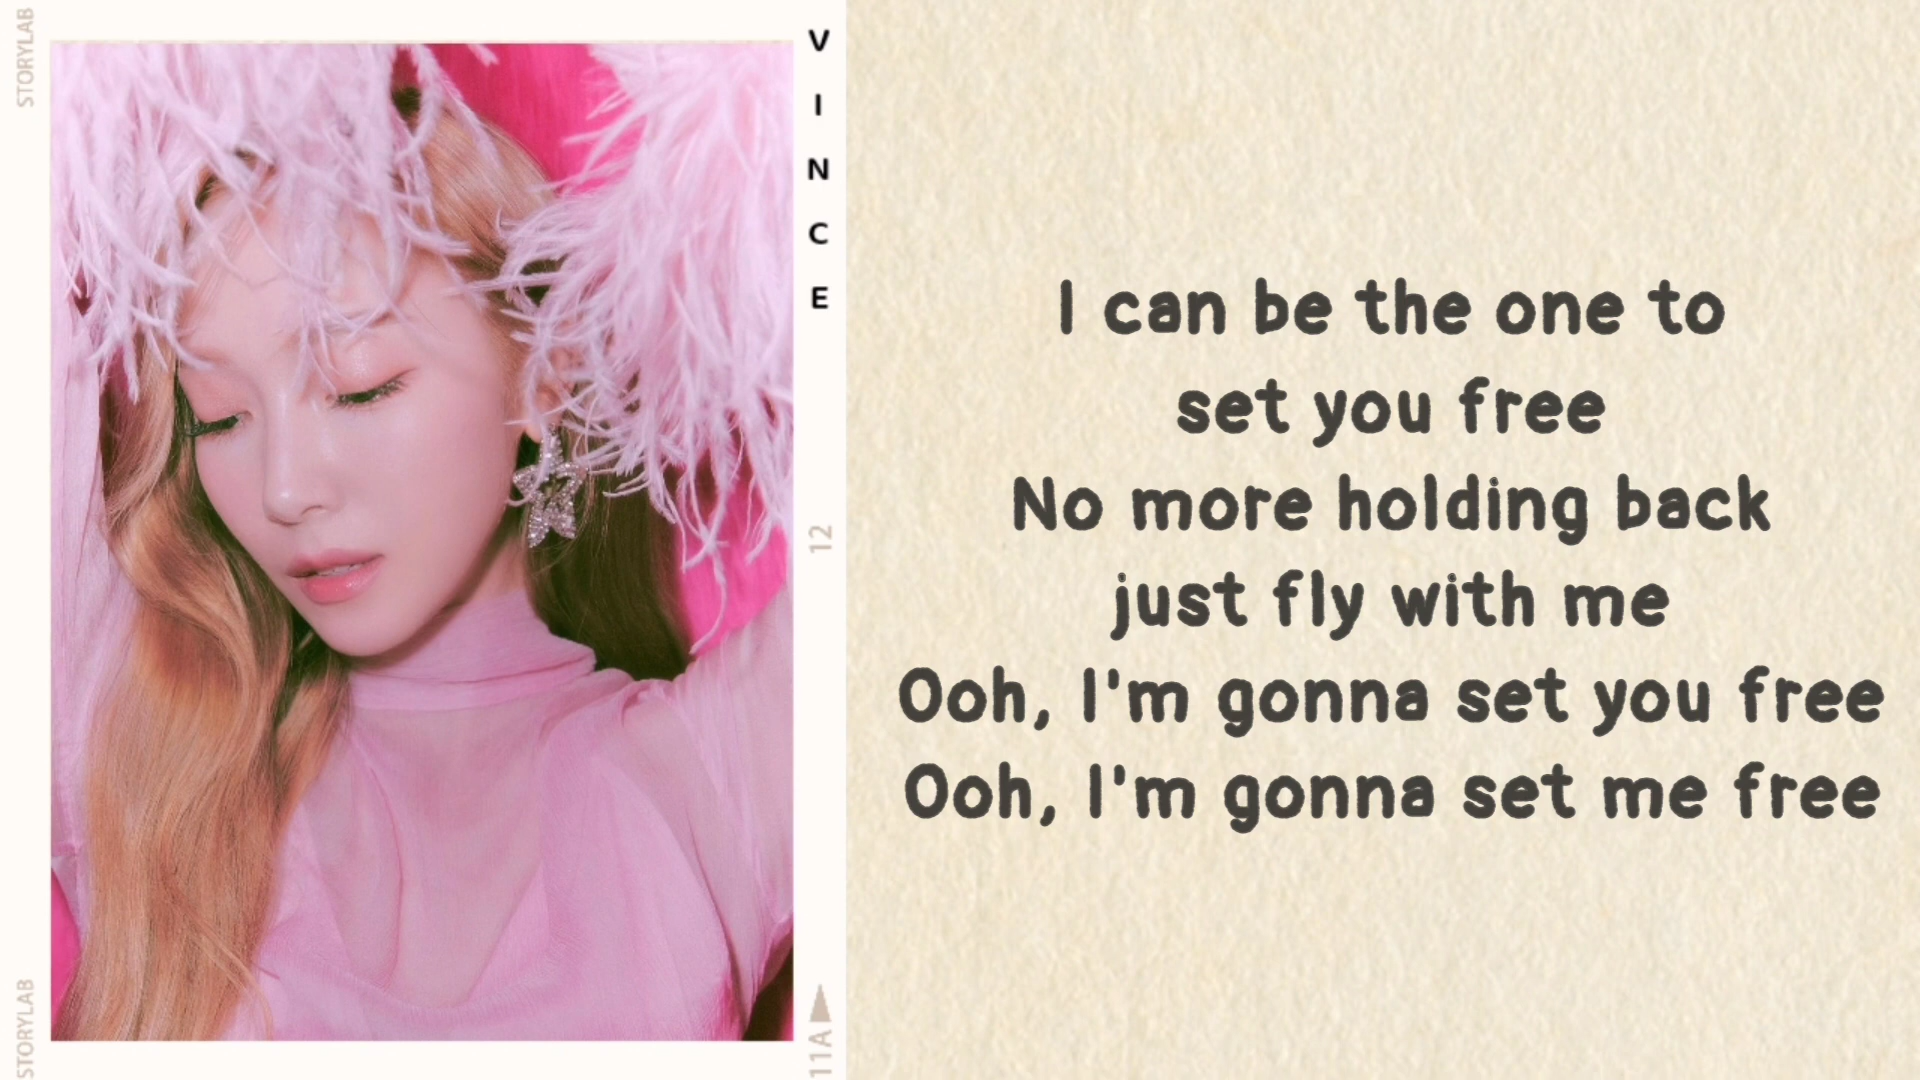 STORYLAB
VINCE
12
STORYLAB
11A
I can be the one to
set you free
No more holding back
just fly with me
Ooh, I'm gonna set you free
Ooh, I'm gonna set me free